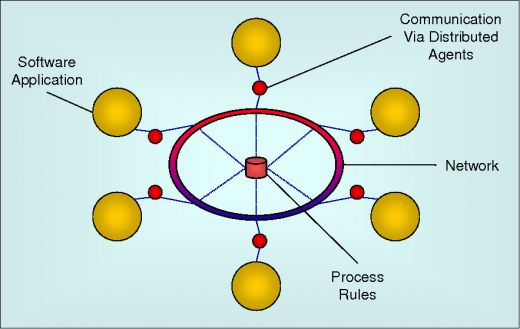 Communication
Via Distributed
Agents
Software
Application
Network
Process
Rules